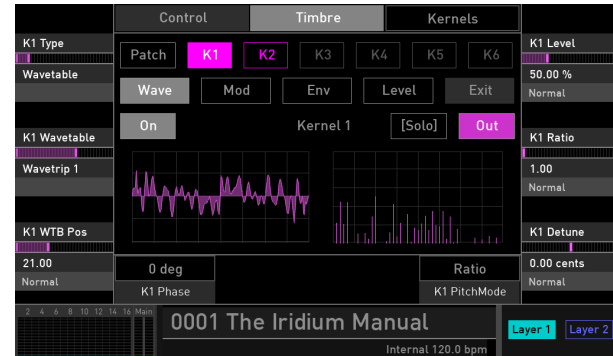 Control Timbre Kernels
K1 Type
Wavetable
Patch K1 K2 K3 K4 K5 K6
K1 Level
50.00 %
Normal
Wave Mod Env Level Exit
On Kernel 1 [Solo] Out
K1 Wavetable
Wavetrip 1
K1 Ratio
1.00
Normal
K1 WTB Pos
21.00
Normal
K1 Detune
0.00 cents
Normal
0 deg
K1 Phase
Ratio
K1 PitchMode
2 4 6 8 10 12 14 16 Main
0001 The Iridium Manual
Internal 120.0 bpm
Layer 1 Layer 2